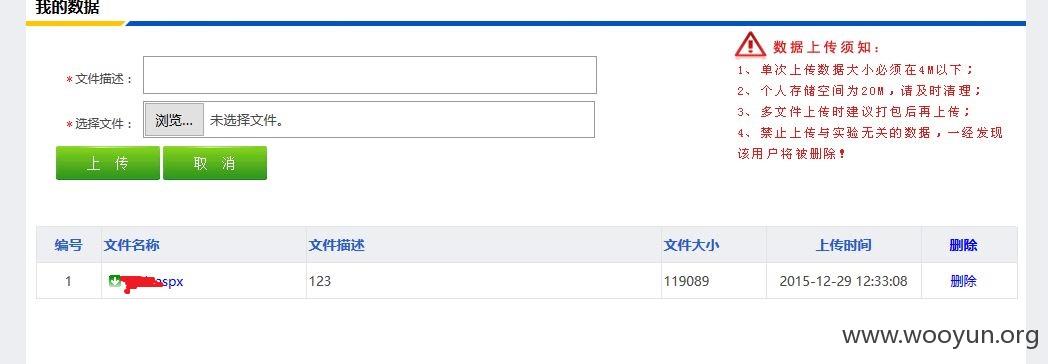 我的数据
数据上传须知：
*文件描述：
1、单次上传数据大小必须在4M以下；
2、个人存储空间为20M，请及时清理；
*选择文件：
浏览... 未选择文件。
3、多文件上传时建议打包后再上传；
4、禁止上传与实验无关的数据，一经发现
该用户将被删除！
上 传 取 消
编号 文件名称 文件描述 文件大小 上传时间 删除
1 aspx 123 119089 2015-12-29 12:33:08 删除
www.wooyun.org